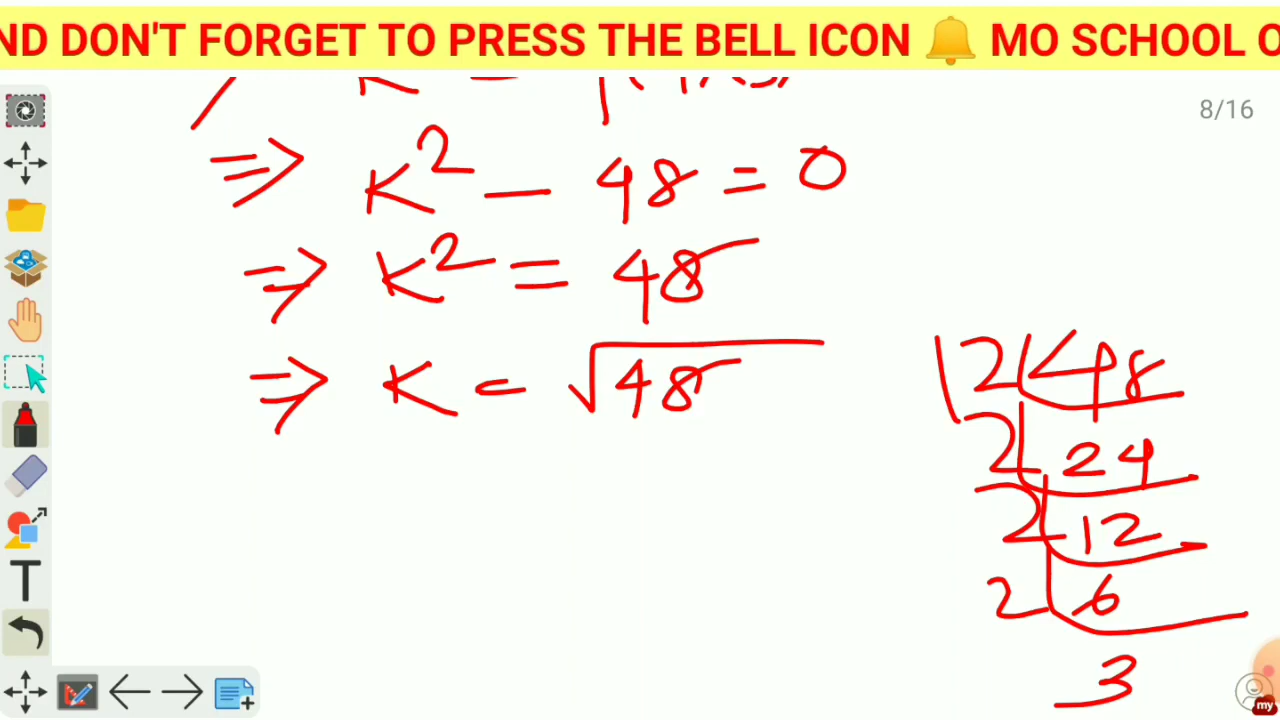 ND DON'T FORGET TO PRESS THE BELL ICON 🔔 MO SCHOOL O
8/16
⇒ K² − 48 = 0
⇒ K² = 48
⇒ K = √48
2 48
2 24
2 12
2 6
3
T
my